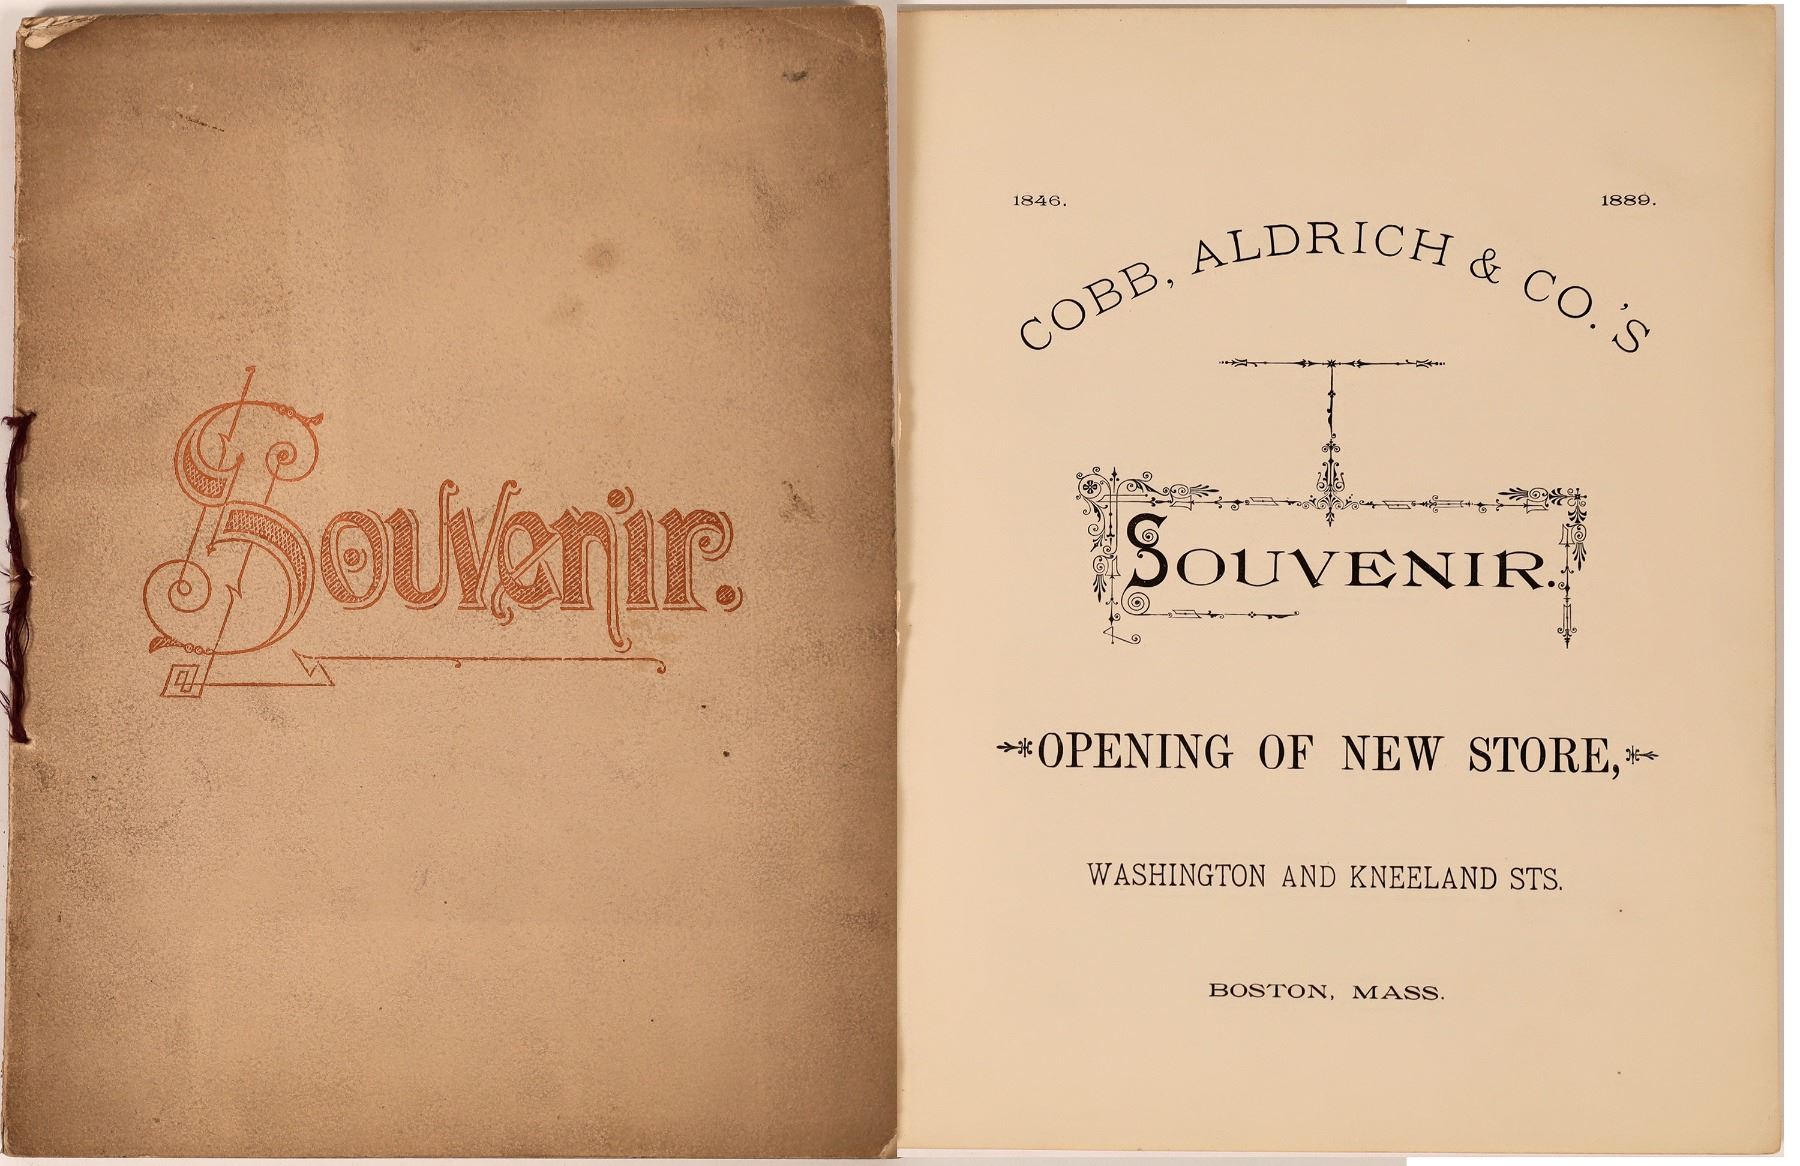 Souvenir.
1846. 1889.
COBB, ALDRICH & CO.'S
SOUVENIR.
OPENING OF NEW STORE,
WASHINGTON AND KNEELAND STS.
BOSTON, MASS.